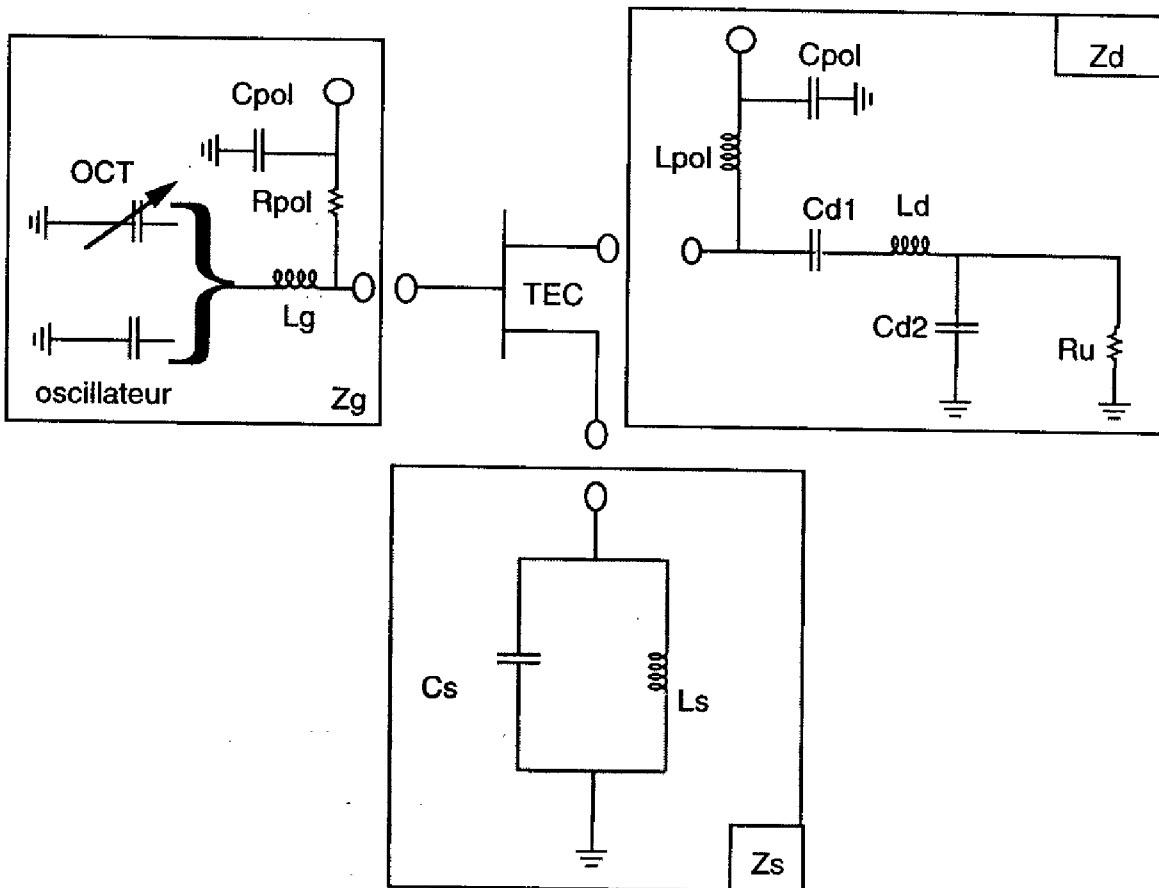 Cpol
OCT
Rpol
Lg
oscillateur
Zg
TEC
Zd
Cpol
Lpol
Cd1
Ld
Cd2
Ru
Cs
Ls
Zs